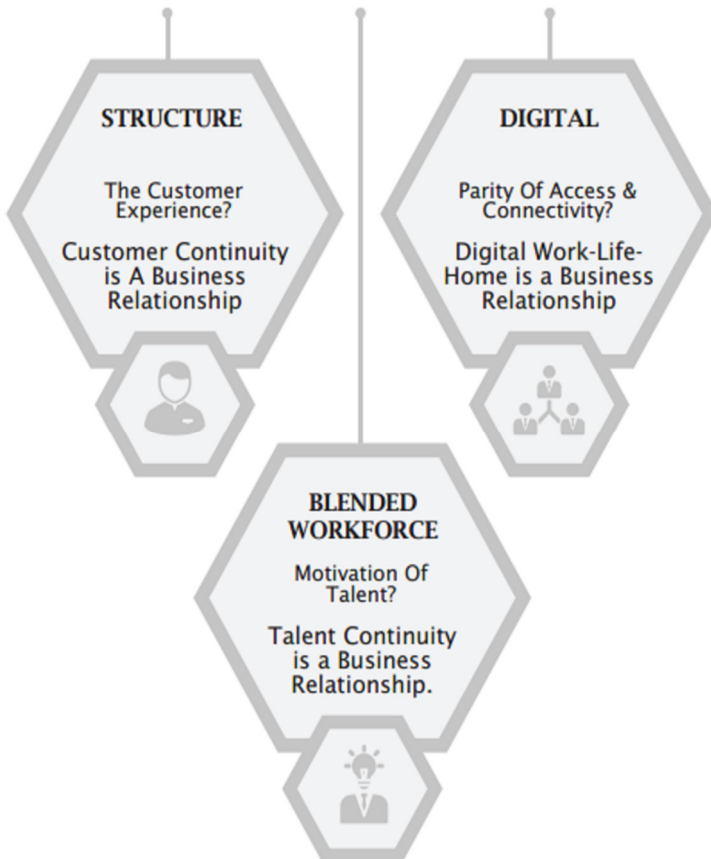 STRUCTURE
The Customer
Experience?
Customer Continuity
is A Business
Relationship
DIGITAL
Parity Of Access &
Connectivity?
Digital Work-Life-
Home is a Business
Relationship
BLENDED
WORKFORCE
Motivation Of
Talent?
Talent Continuity
is a Business
Relationship.